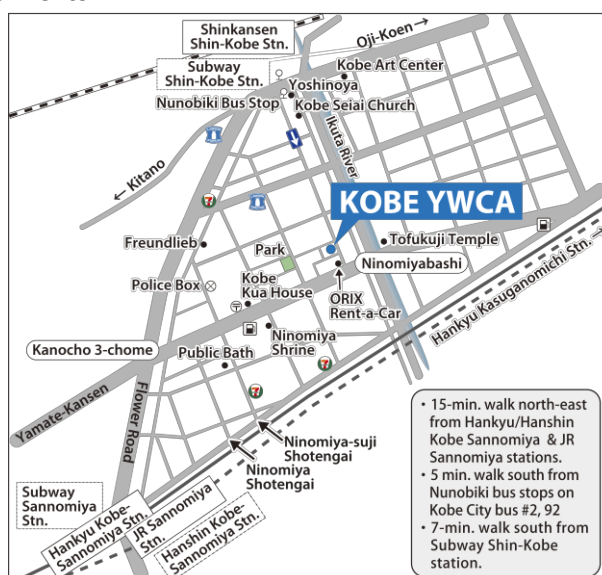 Shinkansen
Shin-Kobe Stn.
Oji-Koen →
Subway
Shin-Kobe Stn.
Kobe Art Center
Yoshinoya
Nunobiki Bus Stop
Kobe Seiai Church
Ikuta River
← Kitano
7
KOBE YWCA
Freundlieb
Park
Tofukuji Temple
Ninomiyabashi
Police Box
Kobe
Kua House
ORIX
Rent-a-Car
Hankyu Kasuganomichi Stn. →
Kanocho 3-chome
Ninomiya
Shrine
Public Bath
7
7
Yamate-Kansen
Flower Road
Ninomiya-suji
Shotengai
Ninomiya
Shotengai
Subway
Sannomiya
Stn.
Hankyu Kobe-
Sannomiya Stn.
JR Sannomiya
Stn.
Hanshin Kobe-
Sannomiya Stn.
• 15-min. walk north-east
from Hankyu/Hanshin
Kobe Sannomiya & JR
Sannomiya stations.
• 5 min. walk south from
Nunobiki bus stops on
Kobe City bus #2, 92
• 7-min. walk south from
Subway Shin-Kobe
station.